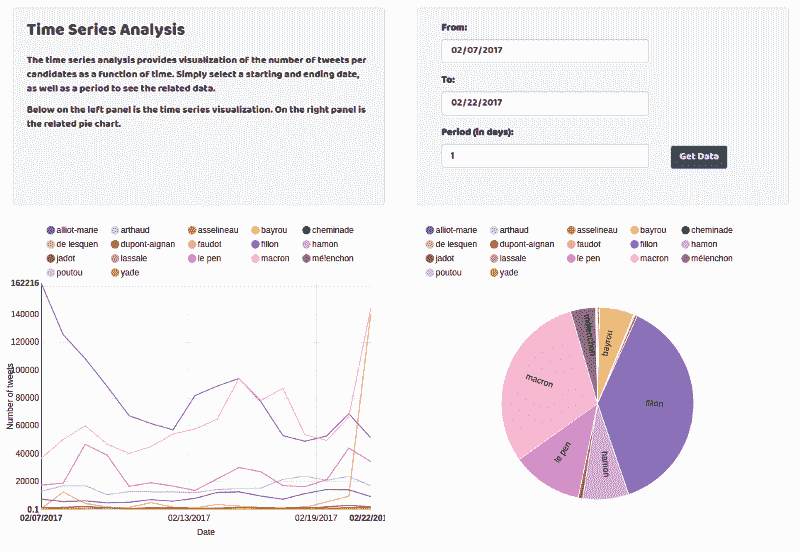 Time Series Analysis
The time series analysis provides visualization of the number of tweets per
candidates as a function of time. Simply select a starting and ending date,
as well as a period to see the related data.
Below on the left panel is the time series visualization. On the right panel is
the related pie chart.
From:
02/07/2017
To:
02/22/2017
Period (in days):
1
Get Data
alliot-marie arthaud asselineau bayrou cheminade
de lesquen dupont-aignan faudot fillon hamon
jadot lassale le pen macron mélenchon
poutou yade
162216
140000
120000
100000
80000
60000
40000
20000
0.1
Number of tweets
02/07/2017 02/13/2017 02/19/2017 02/22/201
Date
alliot-marie arthaud asselineau bayrou cheminade
de lesquen dupont-aignan faudot fillon hamon
jadot lassale le pen macron mélenchon
poutou yade
mélenchon
bayrou
macron
fillon
le pen
hamon